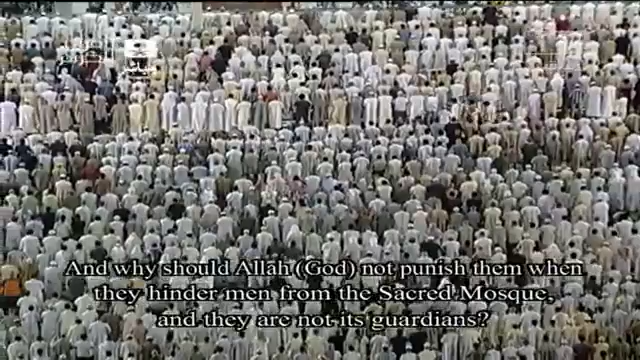 And why should Allâh (God) not punish them when
they hinder men from the Sacred Mosque,
and they are not its guardians?